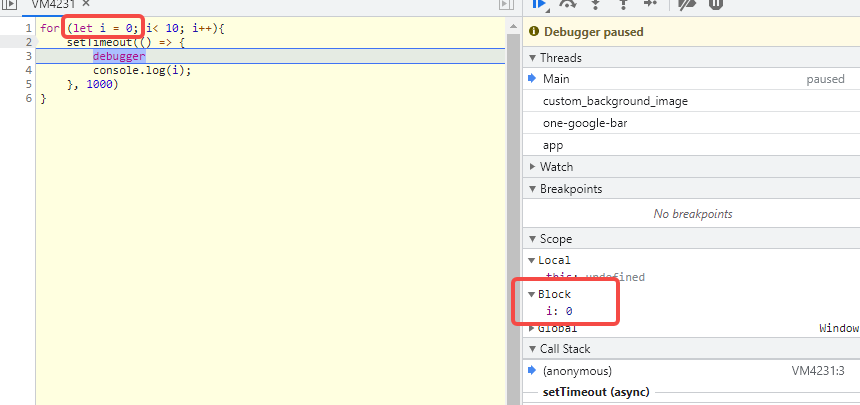 VM4231
1 for (let i = 0; i< 10; i++){
2 setTimeout(() => {
3 debugger
4 console.log(i);
5 }, 1000)
6 }
Debugger paused
Threads
Main paused
custom_background_image
one-google-bar
app
Watch
Breakpoints
No breakpoints
Scope
Local
this: undefined
Block
i: 0
Global Window
Call Stack
(anonymous) VM4231:3
setTimeout (async)